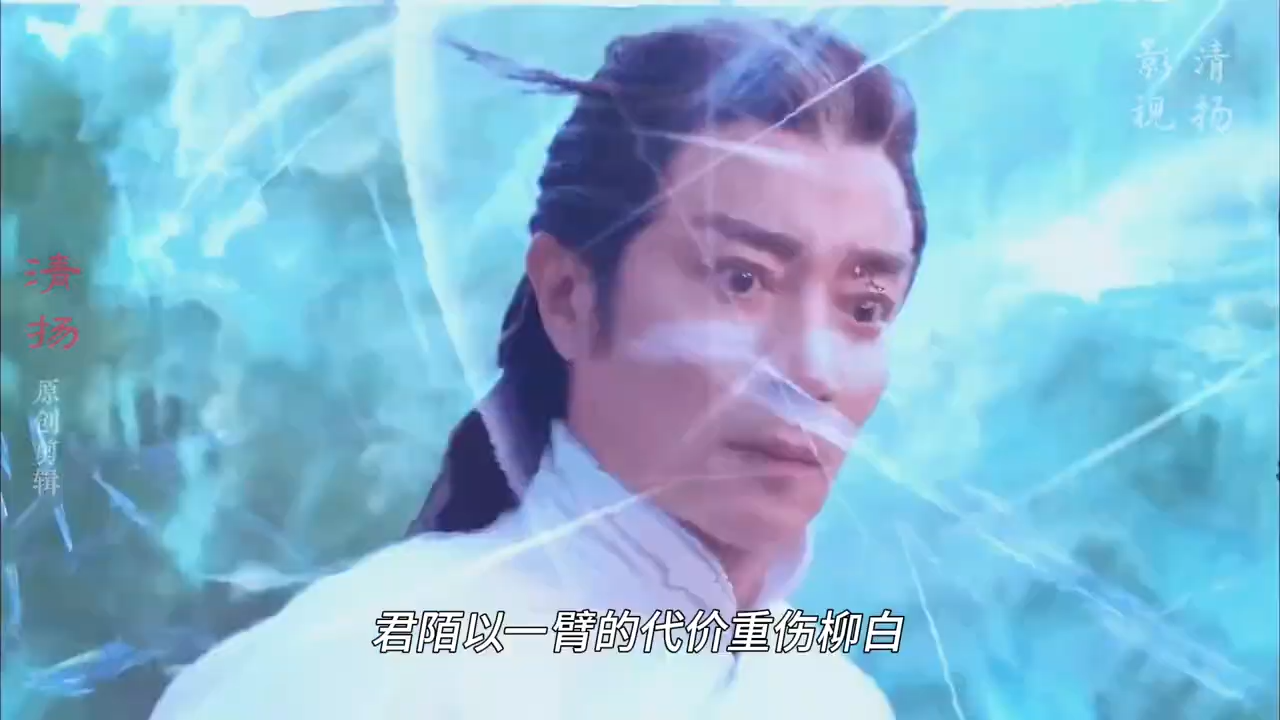 清扬
影视
清扬
原创剪辑
君陌以一臂的代价重伤柳白